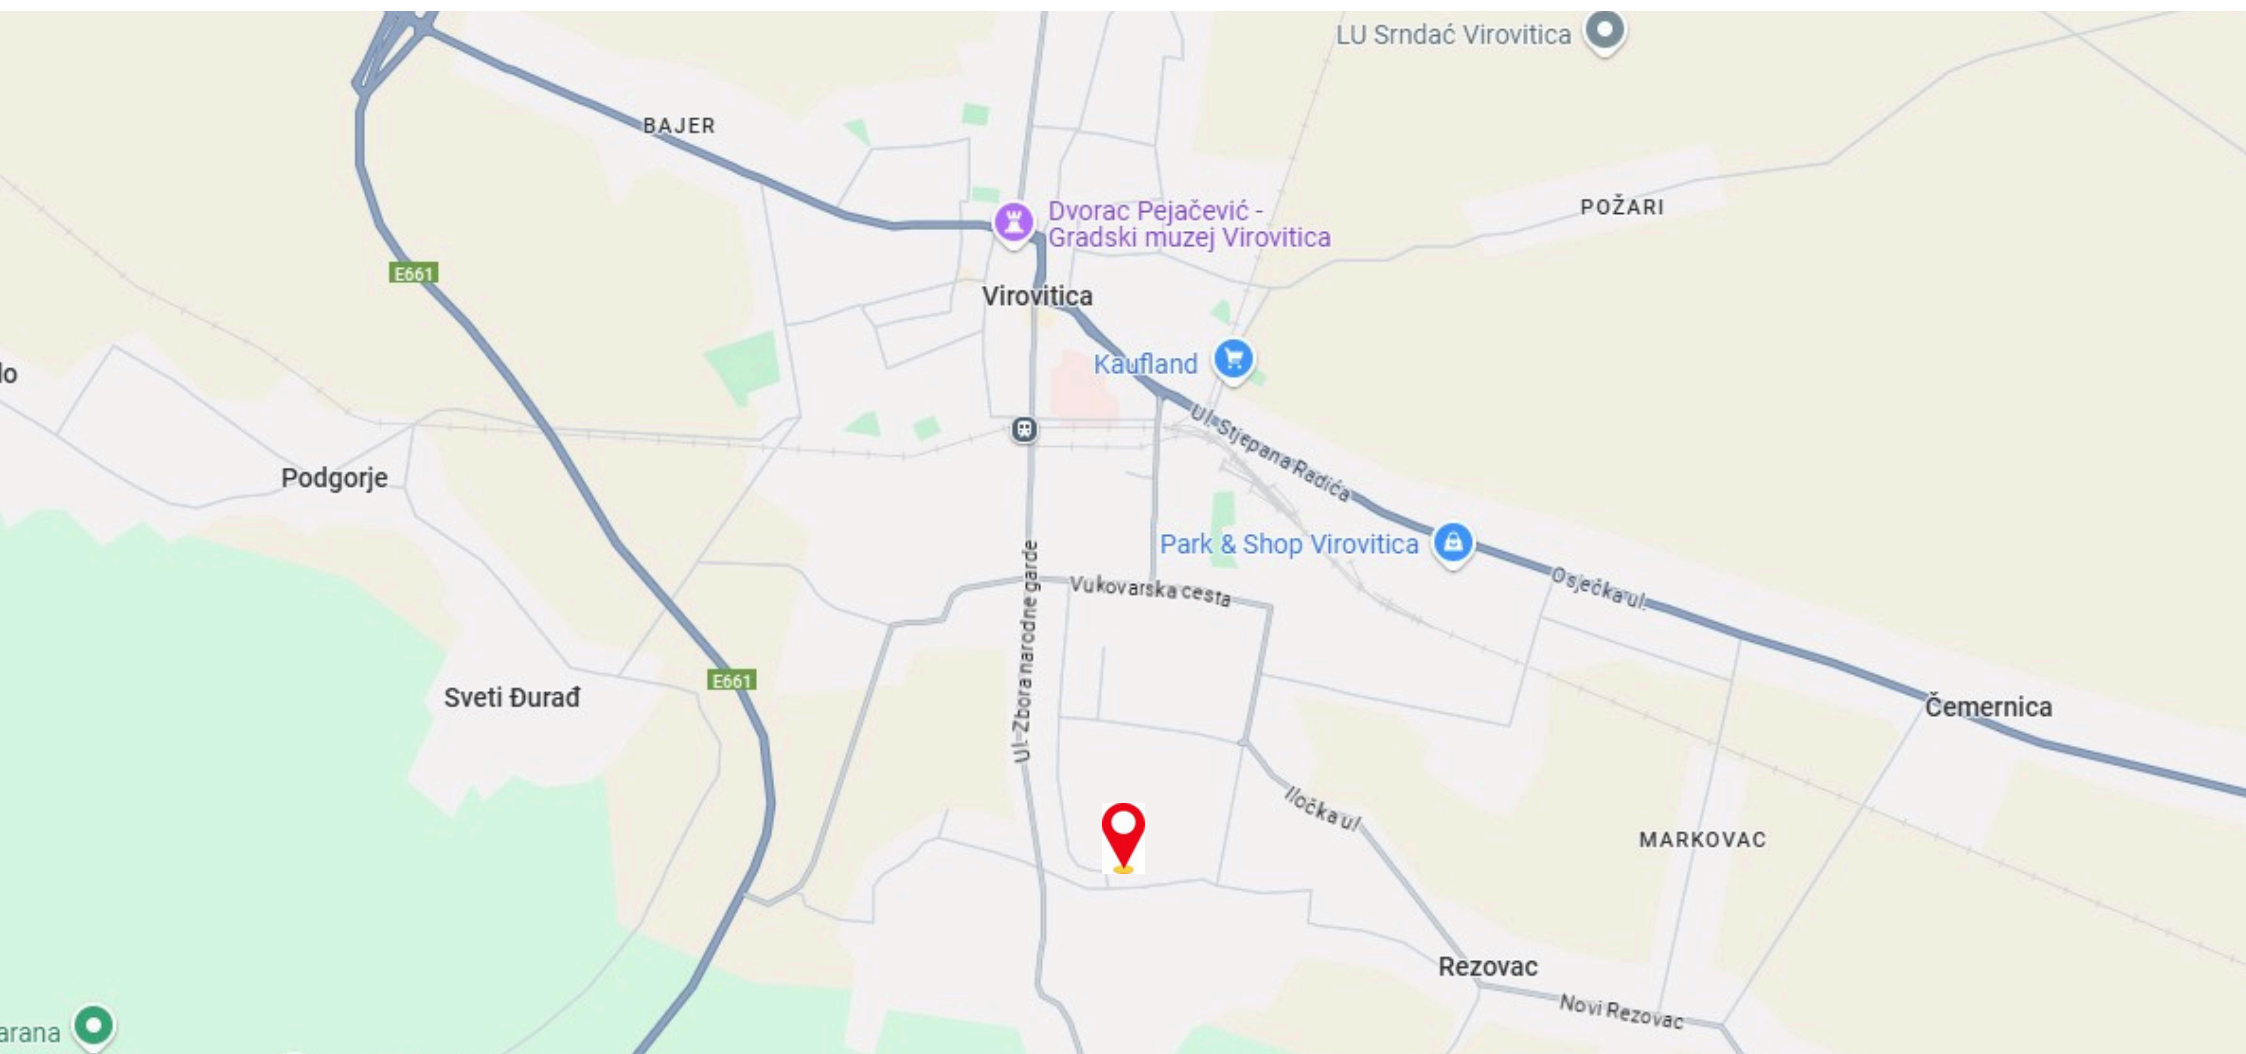 LU Srndać Virovitica
BAJER
Dvorac Pejačević -
Gradski muzej Virovitica
POŽARI
E661
Virovitica
Kaufland
lo
Ul. Stjepana Radića
Podgorje
Park & Shop Virovitica
Vukovarska cesta
Osječka ul.
Ul. Zbora narodne garde
E661
Sveti Đurađ
Čemernica
Iločka ul
MARKOVAC
Rezovac
Novi Rezovac
arana